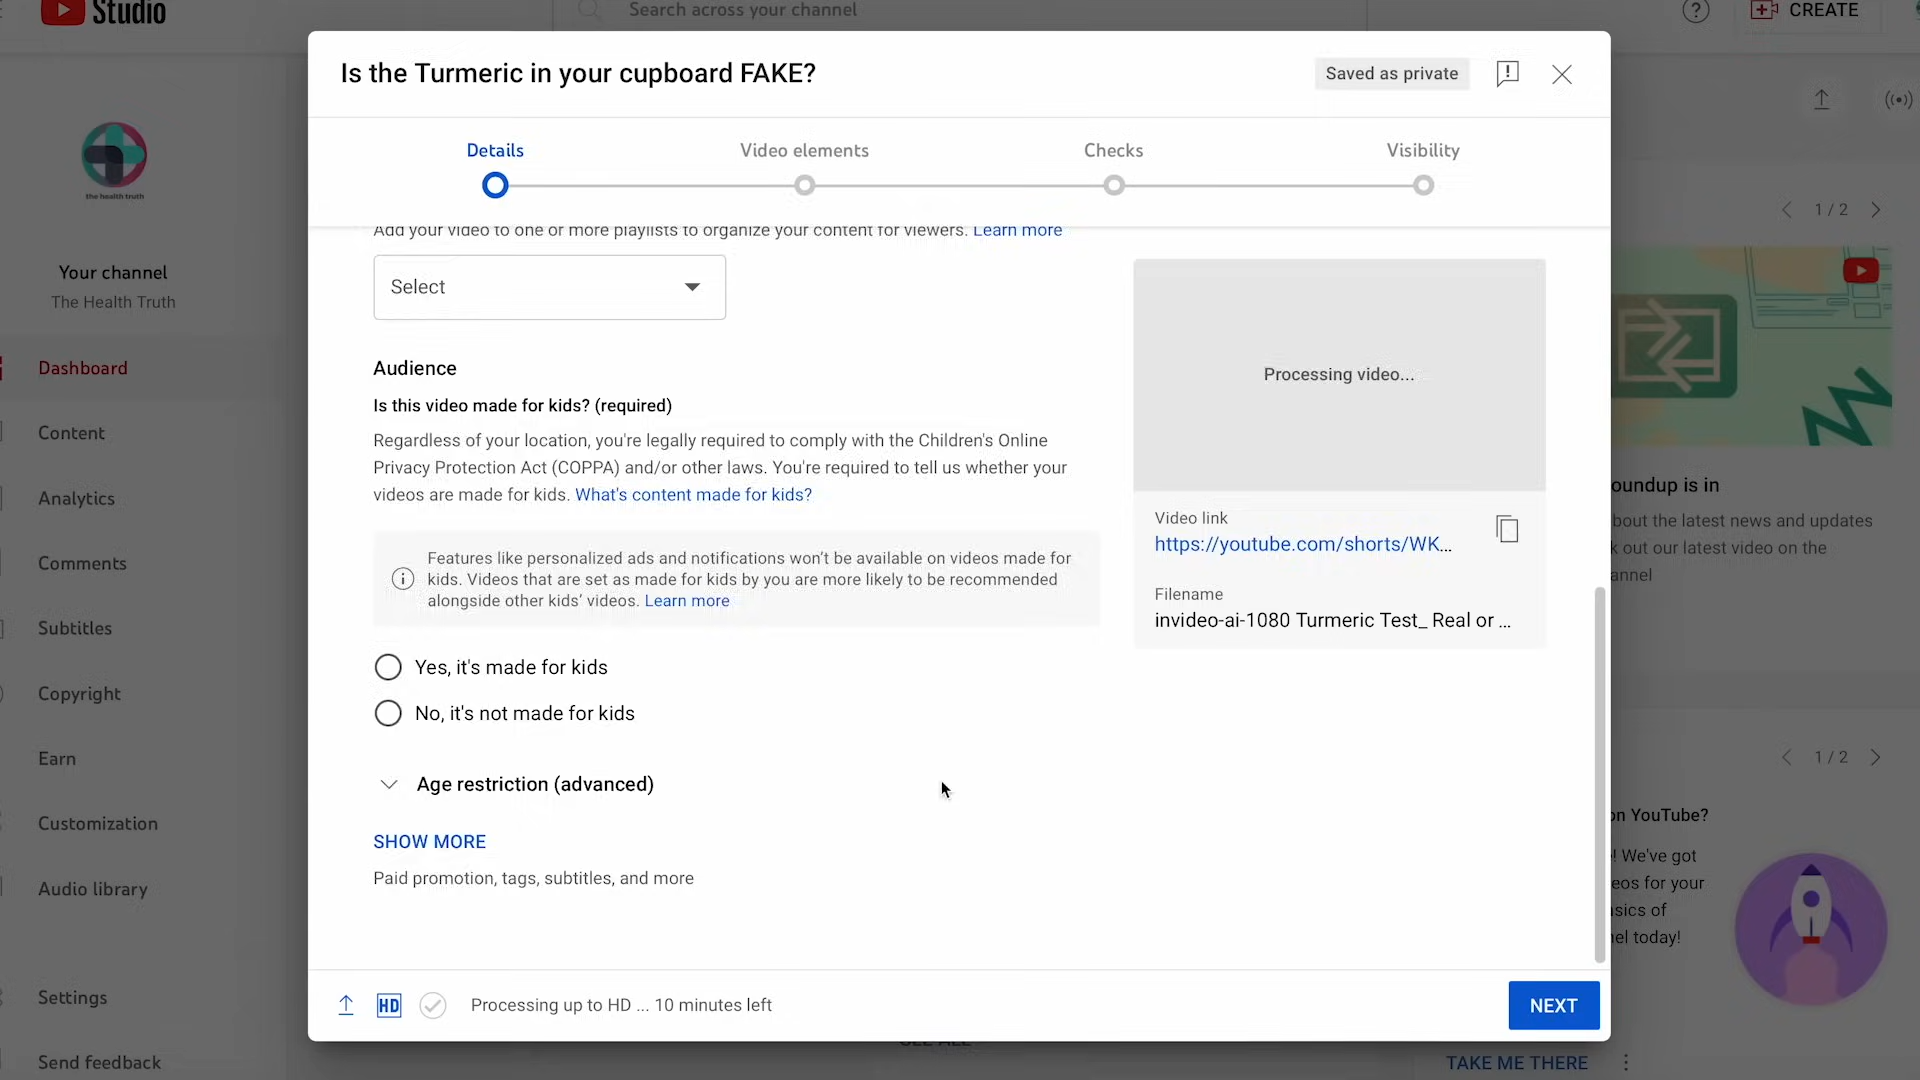 Studio
Search across your channel
CREATE
Is the Turmeric in your cupboard FAKE?
Saved as private
Details
Video elements
Checks
Visibility
the health truth
Your channel
The Health Truth
Dashboard
Content
Analytics
Comments
Subtitles
Copyright
Earn
Customization
Audio library
Settings
Send feedback
Add your video to one or more playlists to organize your content for viewers. Learn more
Select
Audience
Is this video made for kids? (required)
Regardless of your location, you're legally required to comply with the Children's Online
Privacy Protection Act (COPPA) and/or other laws. You're required to tell us whether your
videos are made for kids. What's content made for kids?
Features like personalized ads and notifications won't be available on videos made for
kids. Videos that are set as made for kids by you are more likely to be recommended
alongside other kids' videos. Learn more
Yes, it's made for kids
No, it's not made for kids
Age restriction (advanced)
SHOW MORE
Paid promotion, tags, subtitles, and more
Processing video...
Video link
https://youtube.com/shorts/WK...
Filename
invideo-ai-1080 Turmeric Test_ Real or ...
HD
Processing up to HD ... 10 minutes left
NEXT
1 / 2
oundup is in
bout the latest news and updates
k out our latest video on the
annel
1 / 2
on YouTube?
! We've got
eos for your
asics of
nel today!
SEE ALL
TAKE ME THERE